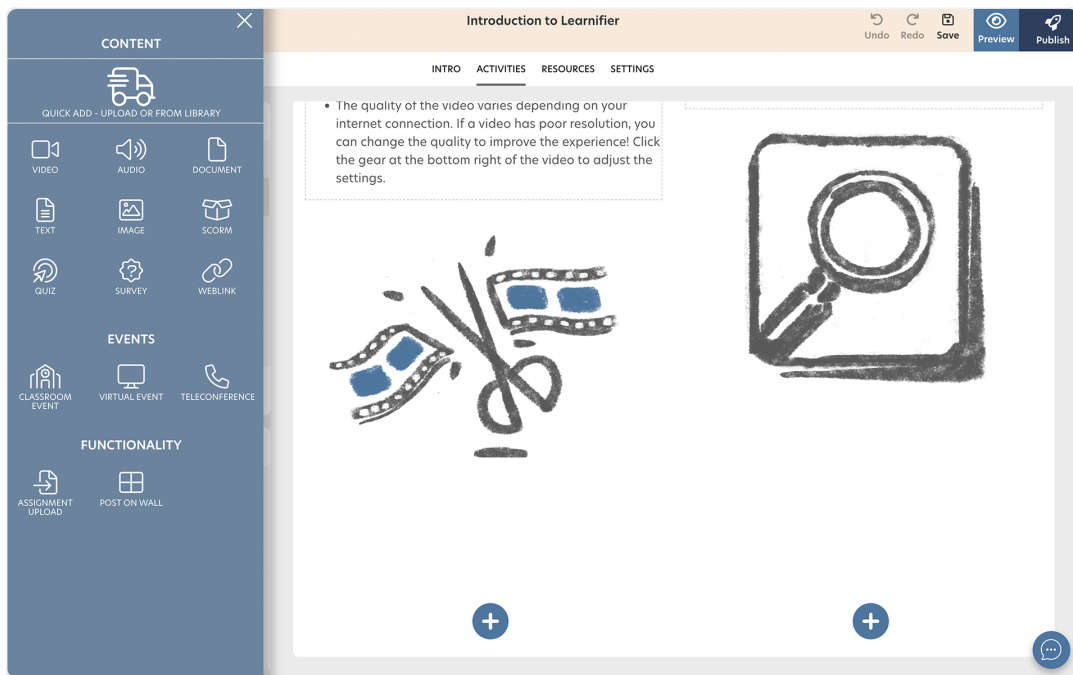 CONTENT
QUICK ADD - UPLOAD OR FROM LIBRARY
VIDEO
AUDIO
DOCUMENT
TEXT
IMAGE
SCORM
QUIZ
SURVEY
WEBLINK
EVENTS
CLASSROOM
EVENT
VIRTUAL EVENT
TELECONFERENCE
FUNCTIONALITY
ASSIGNMENT
UPLOAD
POST ON WALL
Introduction to Learnifier
Undo
Redo
Save
Preview
Publish
INTRO
ACTIVITIES
RESOURCES
SETTINGS
• The quality of the video varies depending on your
internet connection. If a video has poor resolution, you
can change the quality to improve the experience! Click
the gear at the bottom right of the video to adjust the
settings.